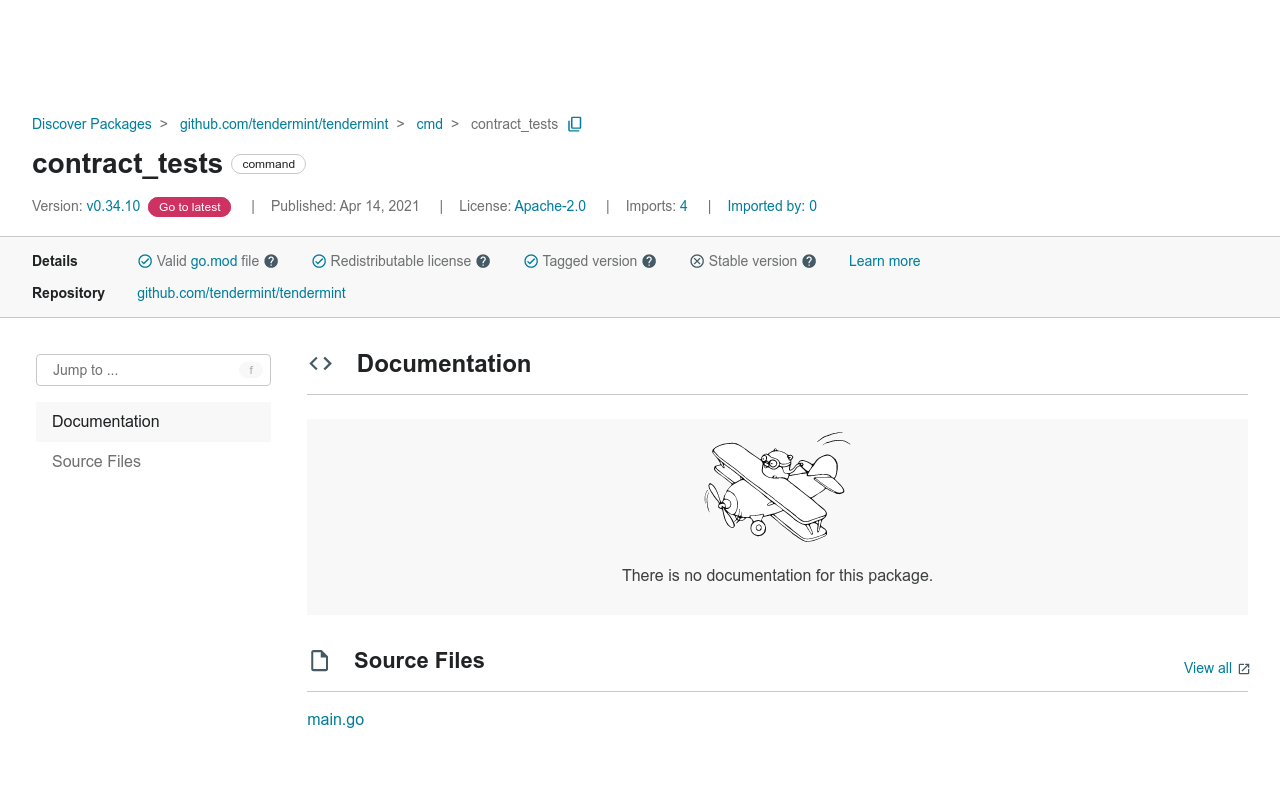 Discover Packages > github.com/tendermint/tendermint > cmd > contract_tests
contract_tests command
Version: v0.34.10 Go to latest | Published: Apr 14, 2021 | License: Apache-2.0 | Imports: 4 | Imported by: 0
Details Valid go.mod file ? Redistributable license ? Tagged version ? Stable version ? Learn more
Repository github.com/tendermint/tendermint
Jump to ... f
Documentation
Source Files
Documentation
There is no documentation for this package.
Source Files
View all
main.go